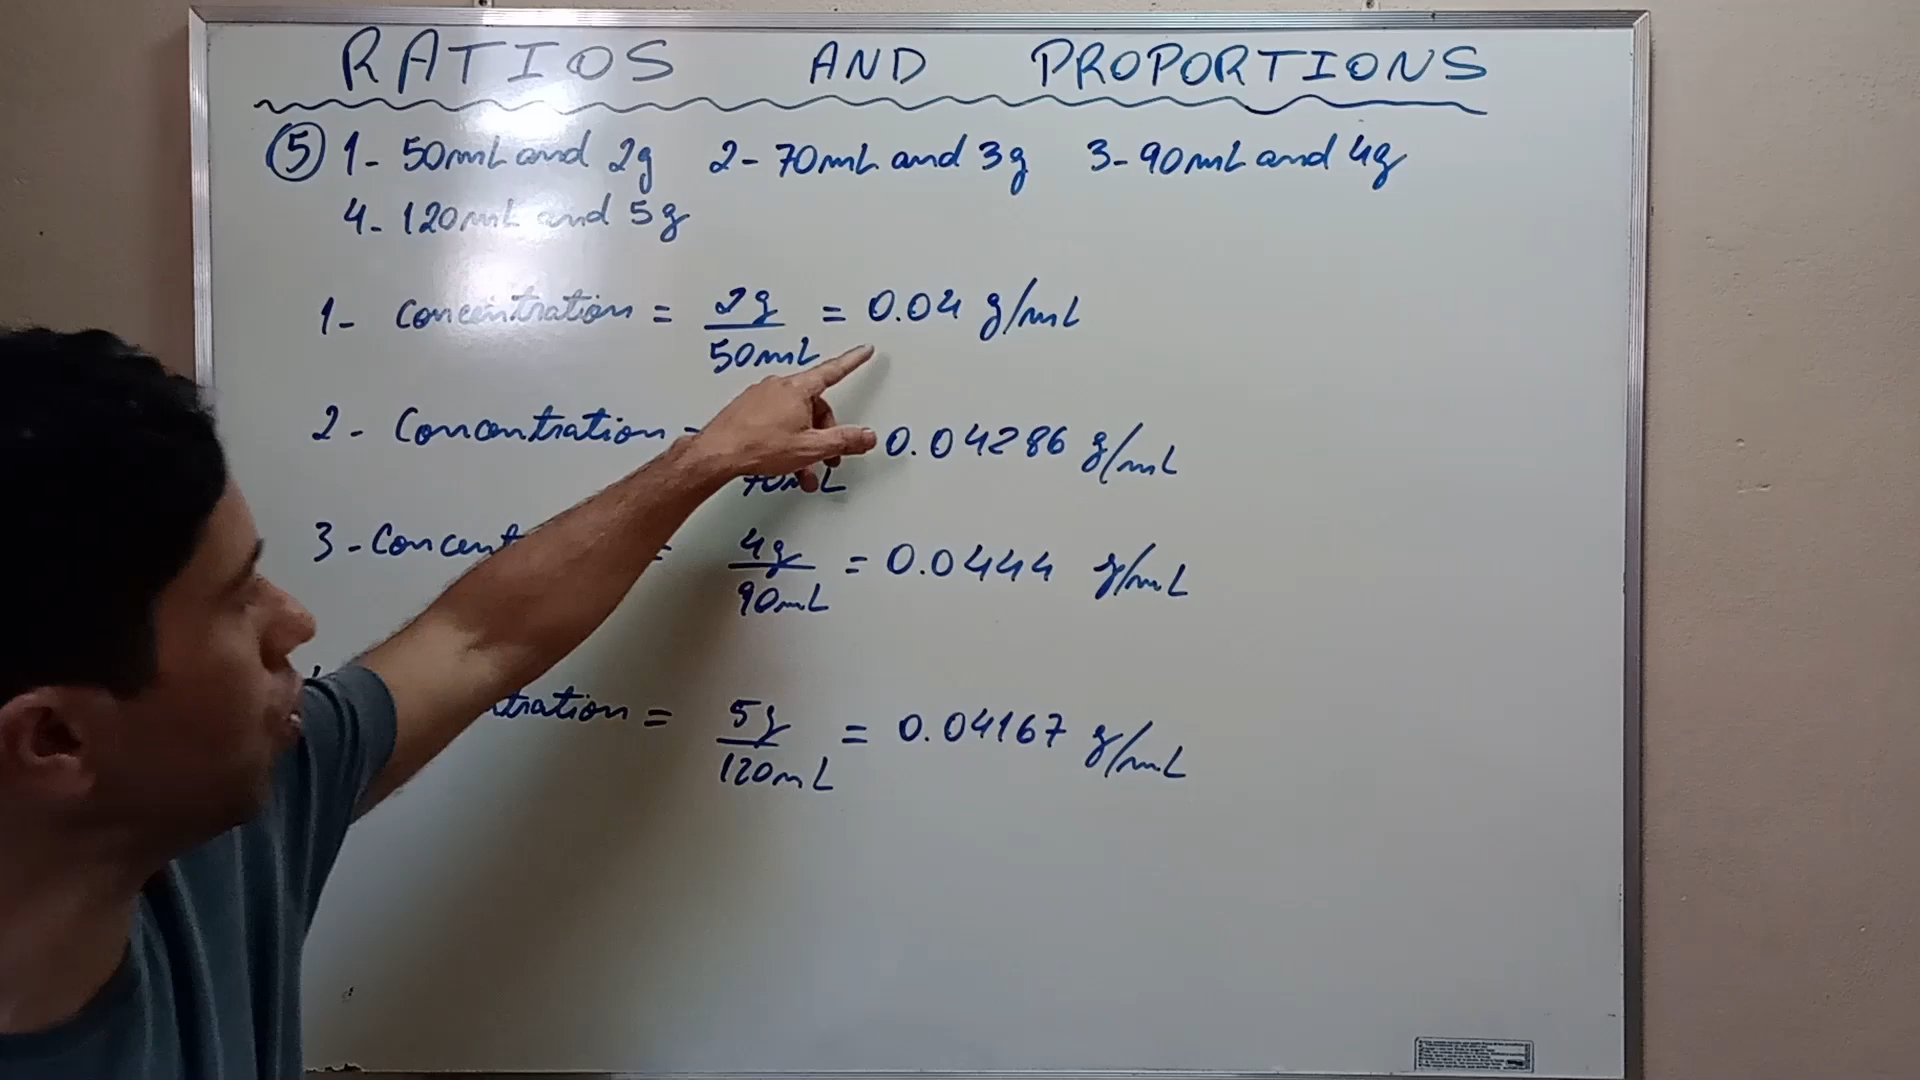 RATIOS AND PROPORTIONS
⑤ 1- 50mL and 2g 2- 70mL and 3g 3- 90mL and 4g
4- 120mL and 5g
1- Concentration = 2g/50mL = 0.04 g/mL
2- Concentration = /70mL 0.04286 g/mL
3- Concent = 4g/90mL = 0.0444 g/mL
tration = 5g/120mL = 0.04167 g/mL